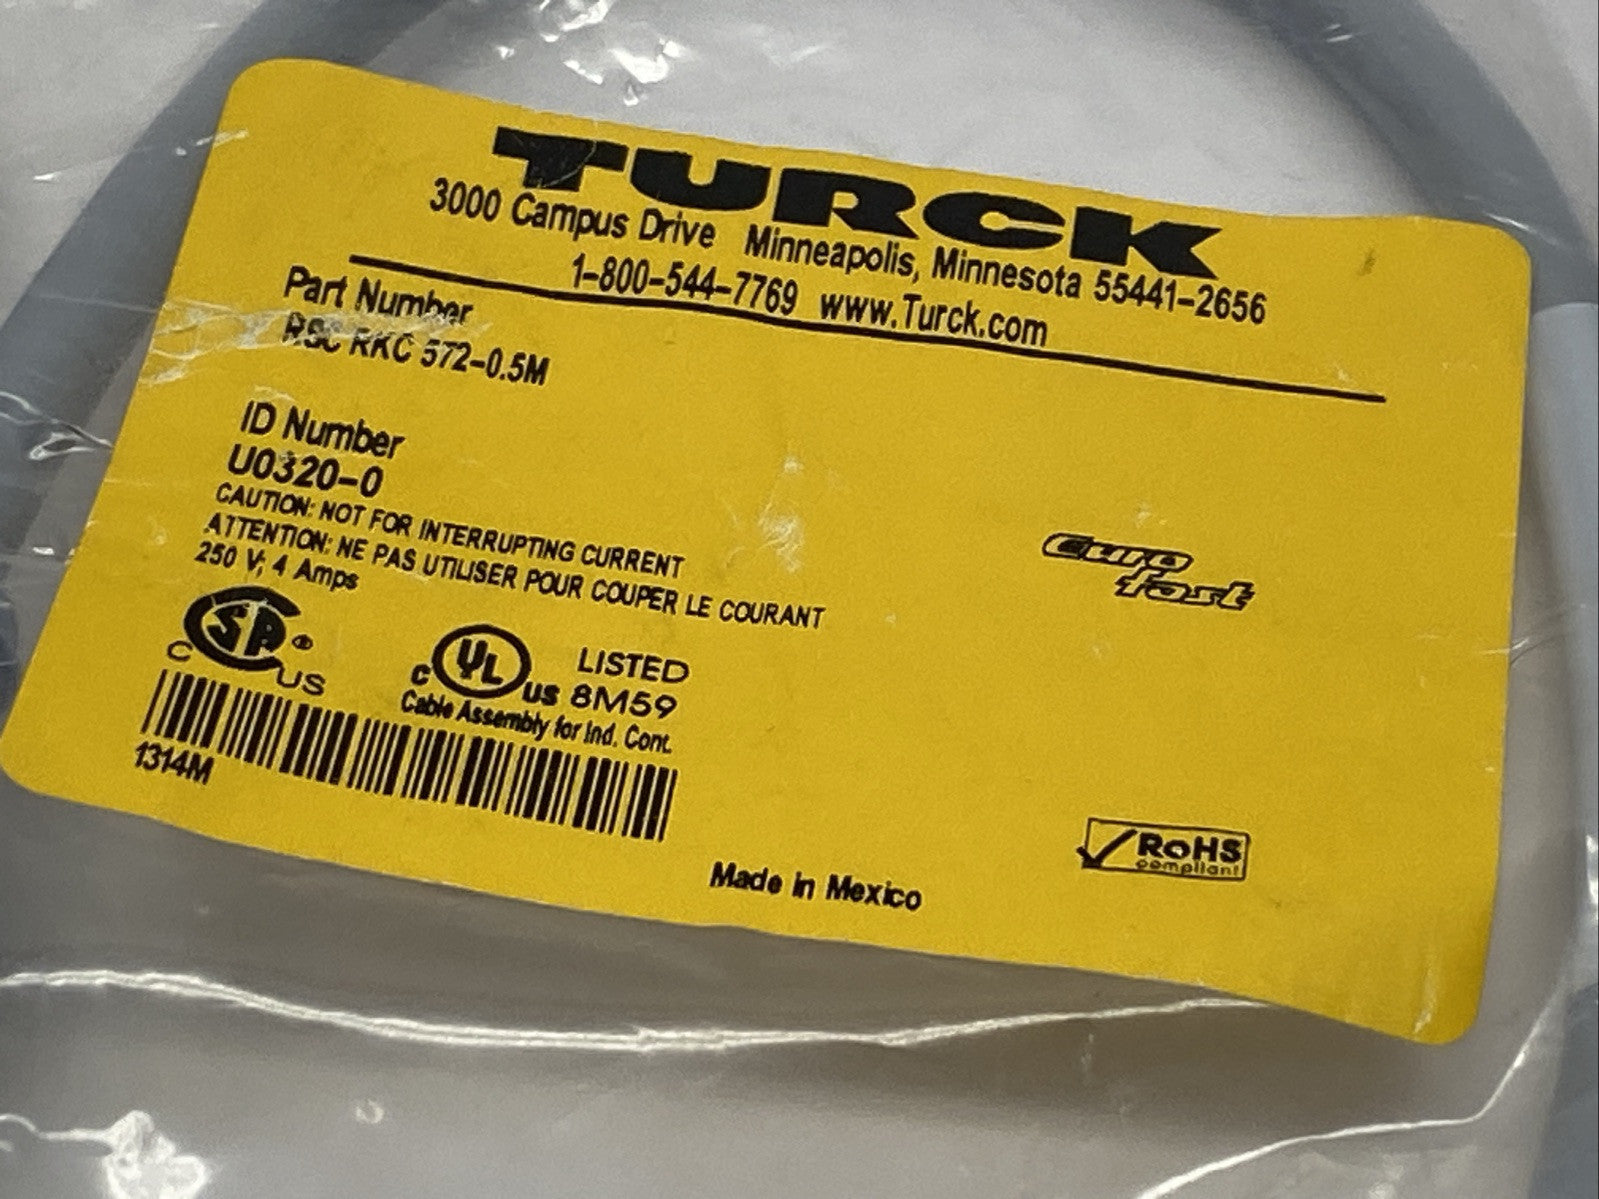 TURCK
3000 Campus Drive Minneapolis, Minnesota 55441-2656
1-800-544-7769 www.Turck.com
Part Number
RSC RKC 572-0.5M
ID Number
U0320-0
CAUTION: NOT FOR INTERRUPTING CURRENT
ATTENTION: NE PAS UTILISER POUR COUPER LE COURANT
250 V; 4 Amps
Euro
fast
C SA ® US
C UL US LISTED
8M59
Cable Assembly for Ind. Cont.
1314M
RoHS
compliant
Made in Mexico